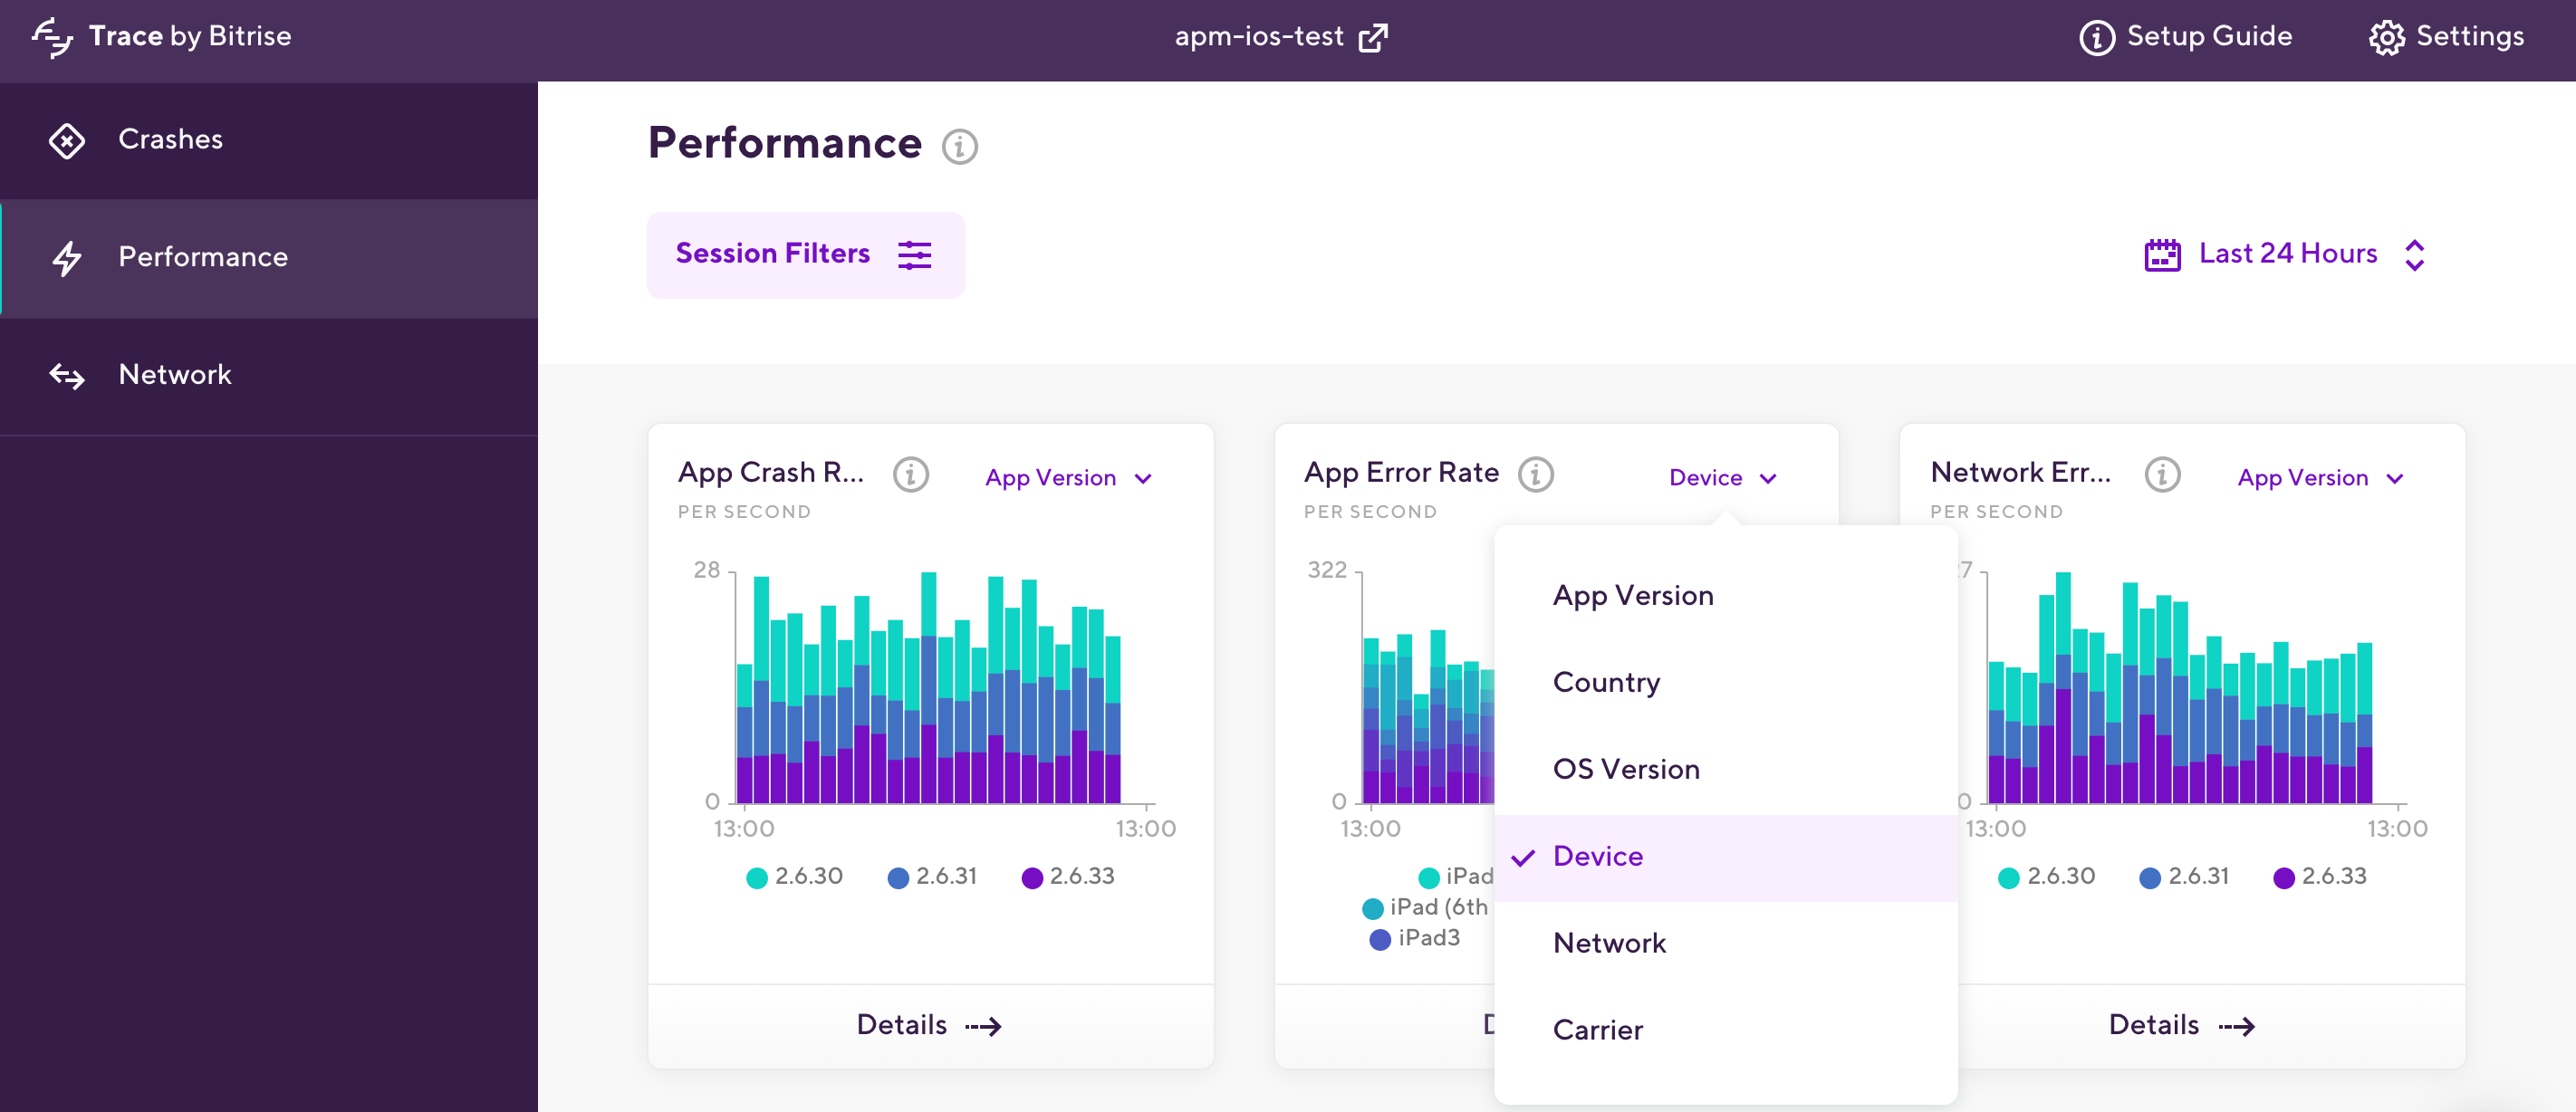 Trace by Bitrise
apm-ios-test
Setup Guide
Settings
Crashes
Performance
Network
Performance
Session Filters
Last 24 Hours
App Crash R...
App Version
PER SECOND
28
0
13:00 13:00
2.6.30 2.6.31 2.6.33
Details
App Error Rate
Device
PER SECOND
322
0
13:00
iPad
iPad (6th
iPad3
App Version
Country
OS Version
Device
Network
Carrier
Network Err...
App Version
PER SECOND
0
13:00 13:00
2.6.30 2.6.31 2.6.33
Details